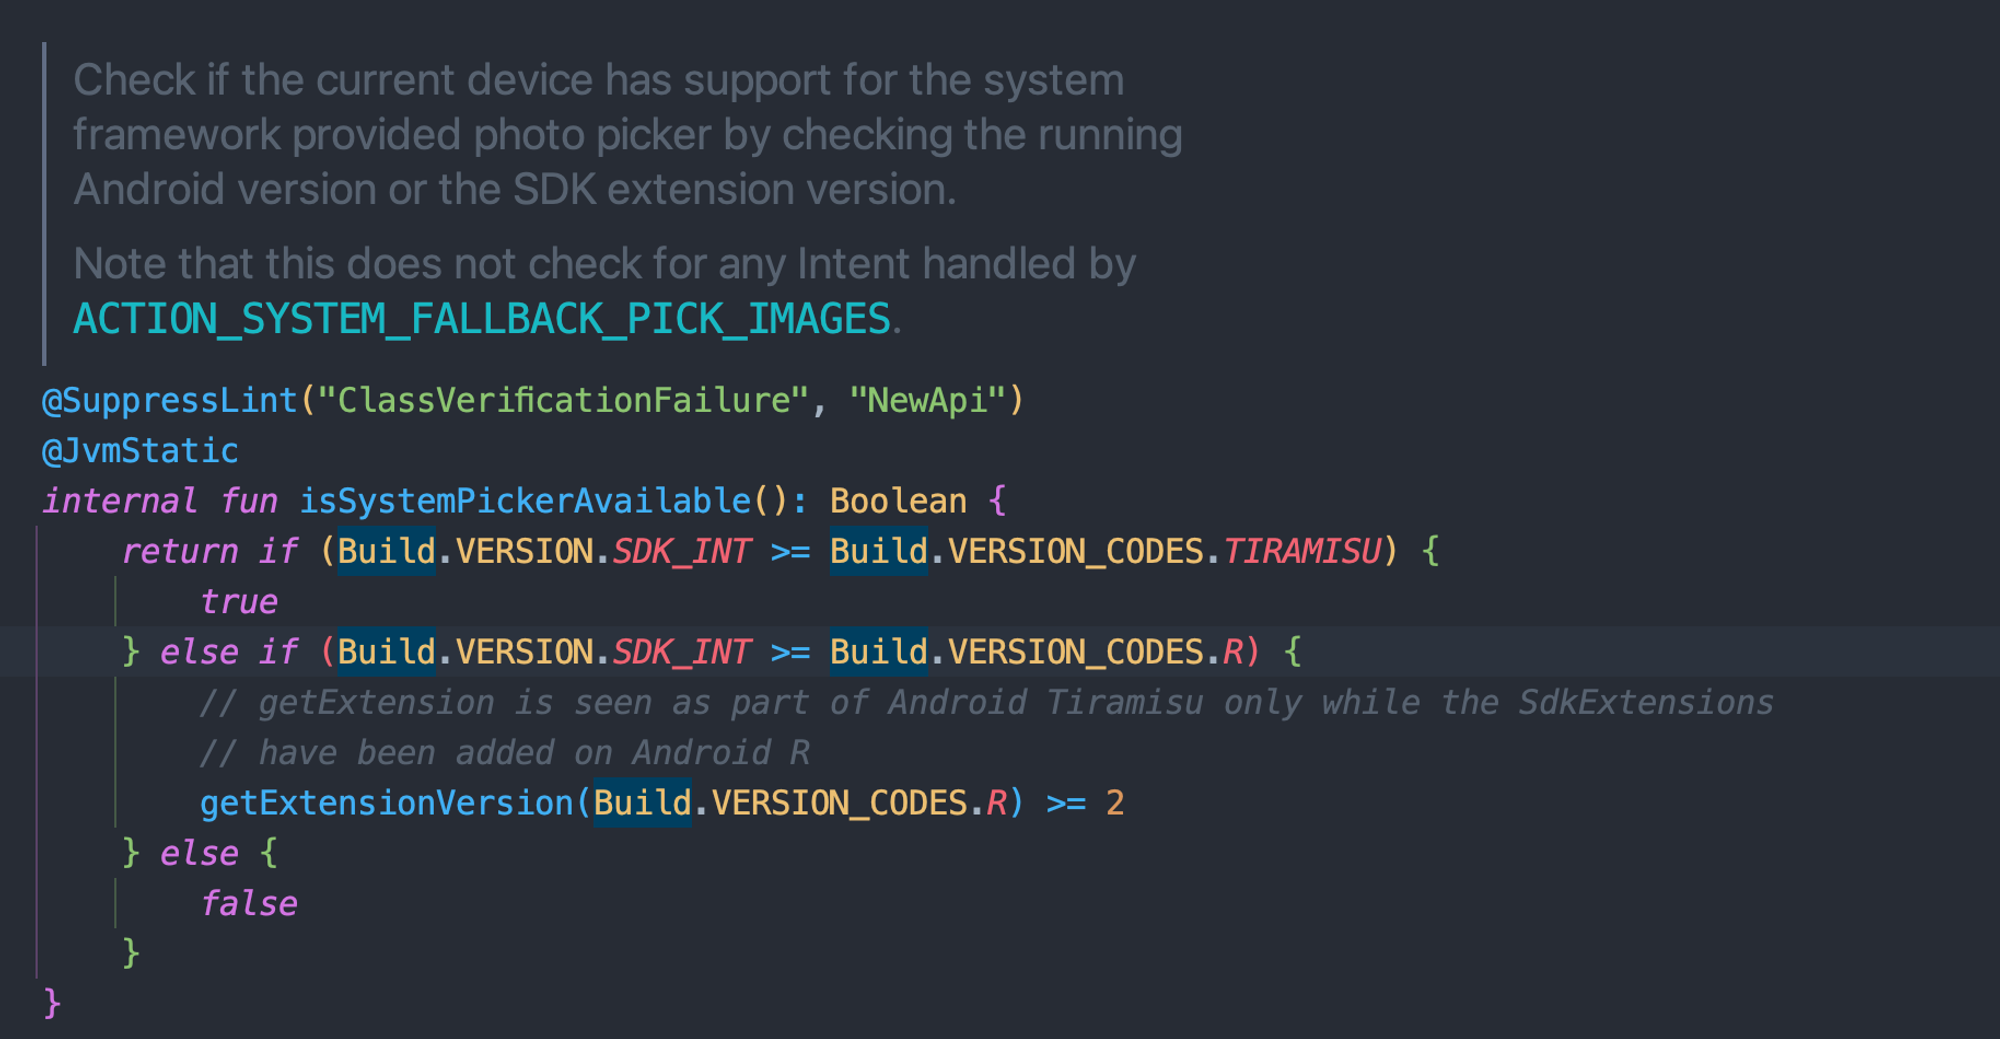 Check if the current device has support for the system
framework provided photo picker by checking the running
Android version or the SDK extension version.
Note that this does not check for any Intent handled by
ACTION_SYSTEM_FALLBACK_PICK_IMAGES.
@SuppressLint("ClassVerificationFailure", "NewApi")
@JvmStatic
internal fun isSystemPickerAvailable(): Boolean {
    return if (Build.VERSION.SDK_INT >= Build.VERSION_CODES.TIRAMISU) {
        true
    } else if (Build.VERSION.SDK_INT >= Build.VERSION_CODES.R) {
        // getExtension is seen as part of Android Tiramisu only while the SdkExtensions
        // have been added on Android R
        getExtensionVersion(Build.VERSION_CODES.R) >= 2
    } else {
        false
    }
}